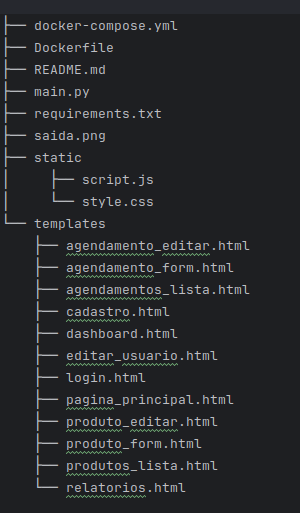 ├── docker-compose.yml
├── Dockerfile
├── README.md
├── main.py
├── requirements.txt
├── saida.png
├── static
│   ├── script.js
│   └── style.css
└── templates
    ├── agendamento_editar.html
    ├── agendamento_form.html
    ├── agendamentos_lista.html
    ├── cadastro.html
    ├── dashboard.html
    ├── editar_usuario.html
    ├── login.html
    ├── pagina_principal.html
    ├── produto_editar.html
    ├── produto_form.html
    ├── produtos_lista.html
    └── relatorios.html